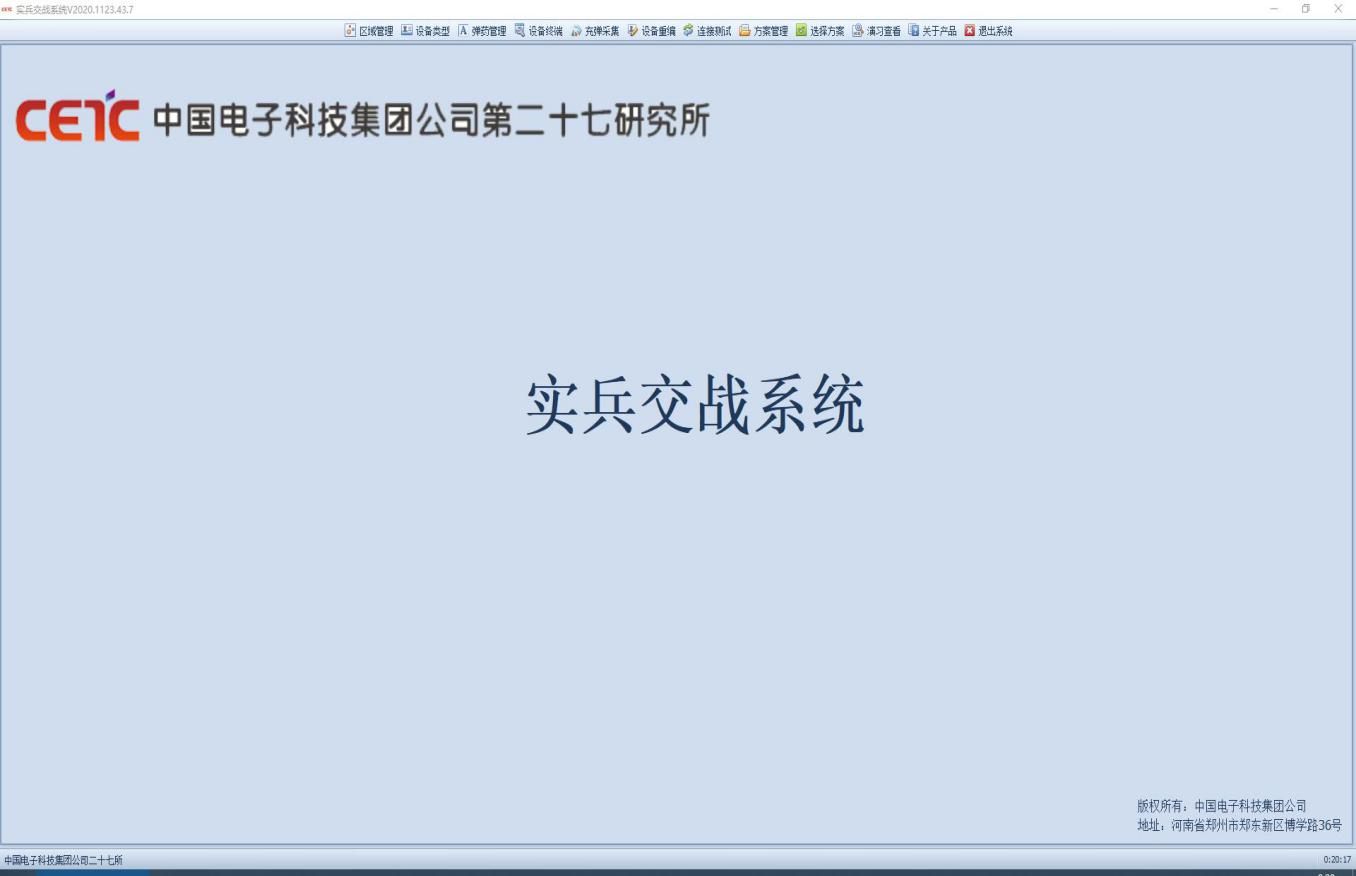 实兵交战系统V2020.1123.43.7
区域管理 设备类型 弹药管理 设备终端 充弹采集 设备重编 连接测试 方案管理 选择方案 演习查看 关于产品 退出系统
CETC 中国电子科技集团公司第二十七研究所
实兵交战系统
版权所有：中国电子科技集团公司
地址：河南省郑州市郑东新区博学路36号
中国电子科技集团公司二十七所 0:20:17